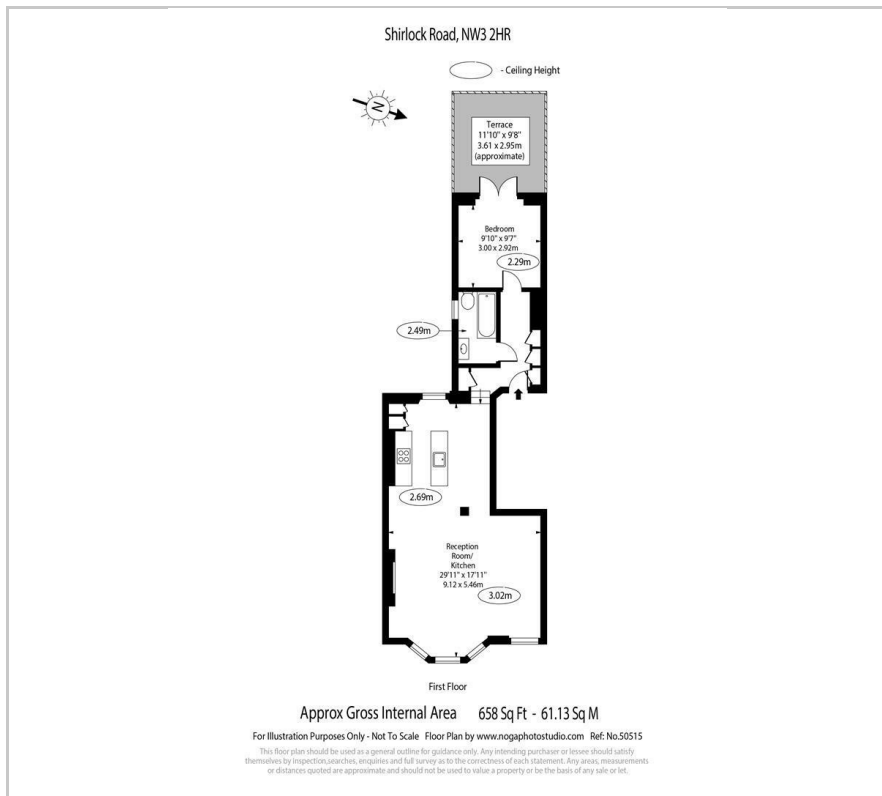 Shirlock Road, NW3 2HR
- Ceiling Height
N
Terrace
11'10" x 9'8"
3.61 x 2.95m
(approximate)
Bedroom
9'10" x 9'7"
3.00 x 2.92m
2.29m
2.49m
2.69m
Reception
Room/
Kitchen
29'11" x 17'11"
9.12 x 5.46m
3.02m
First Floor
Approx Gross Internal Area 658 Sq Ft - 61.13 Sq M
For Illustration Purposes Only - Not To Scale Floor Plan by www.nogaphotostudio.com Ref: No.50515
This floor plan should be used as a general outline for guidance only. Any intending purchaser or lessee should satisfy
themselves by inspection,searches, enquiries and full survey as to the correctness of each statement. Any areas, measurements
or distances quoted are approximate and should not be used to value a property or be the basis of any sale or let.